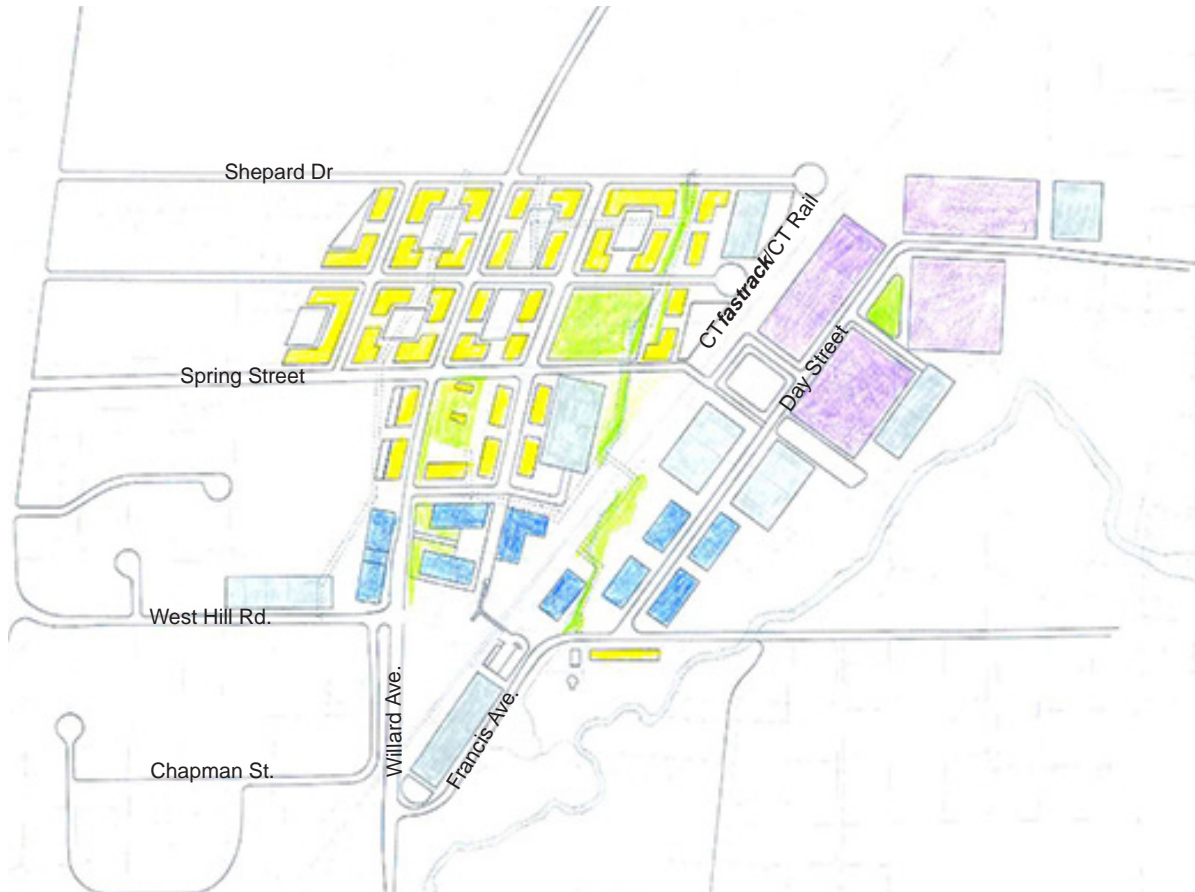 Shepard Dr
CTfastrack/CT Rail
Spring Street
Day Street
West Hill Rd.
Willard Ave.
Francis Ave.
Chapman St.